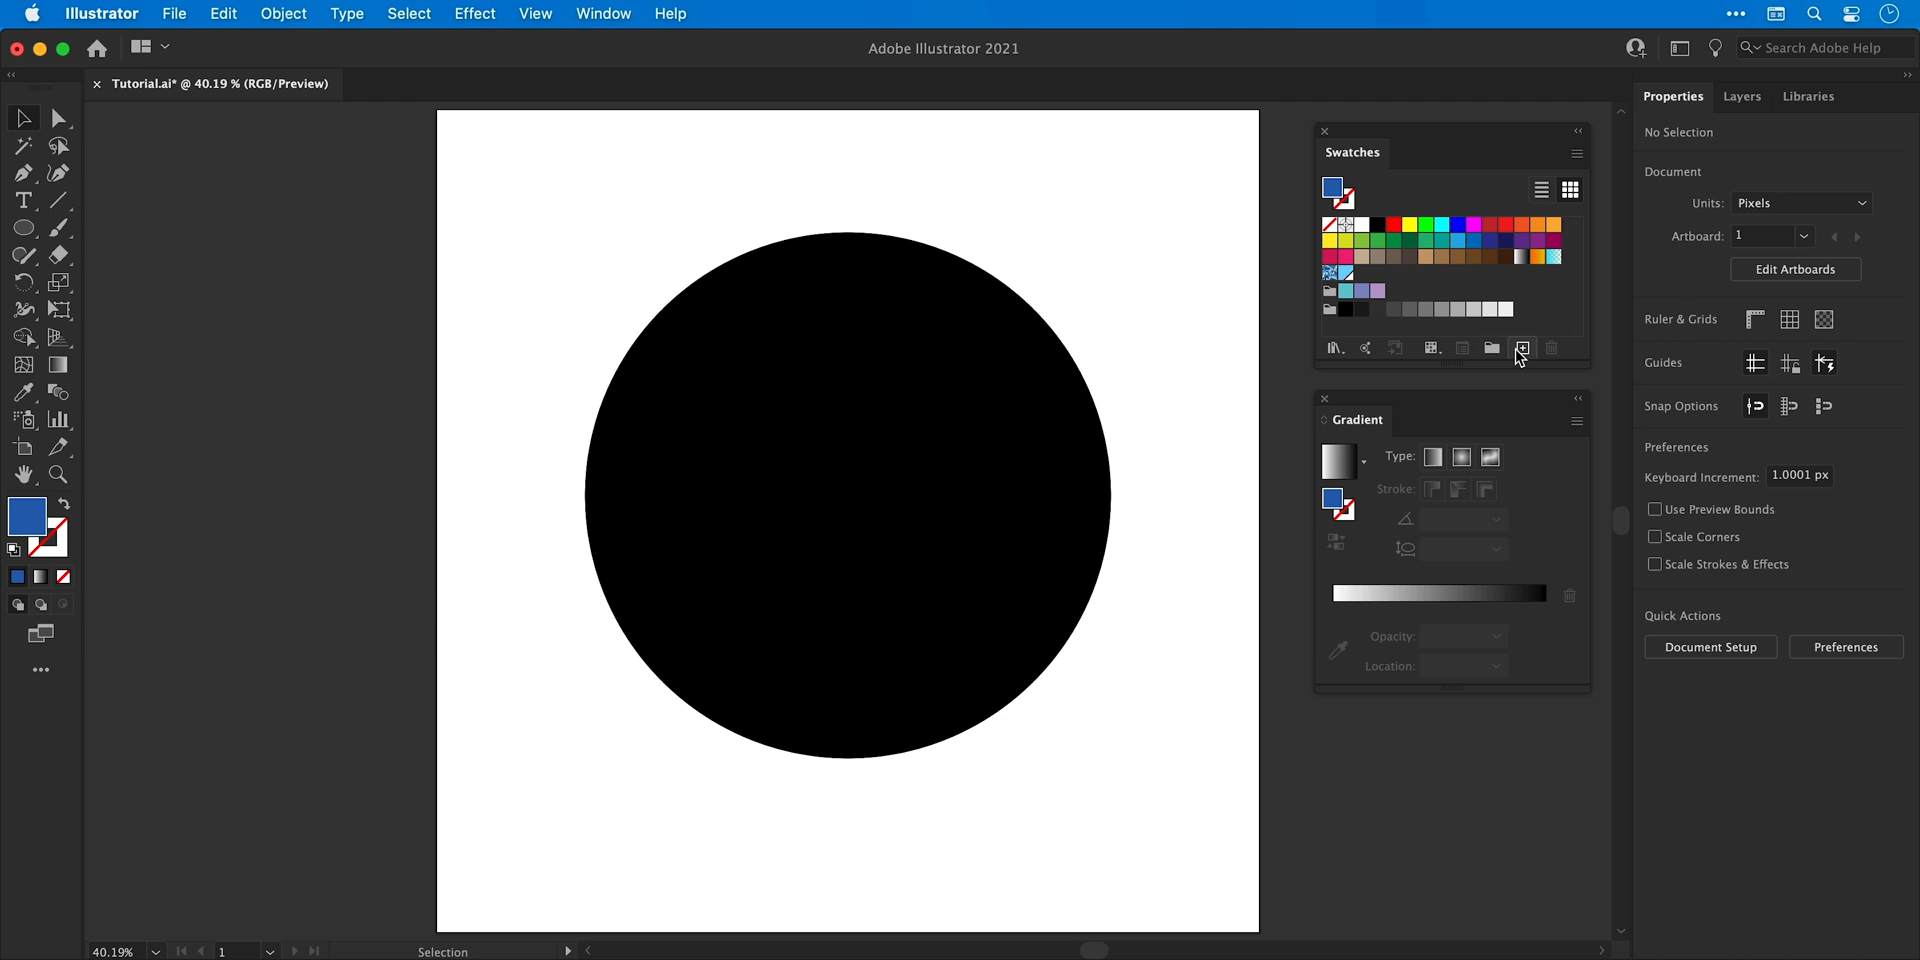 Illustrator File Edit Object Type Select Effect View Window Help
Adobe Illustrator 2021
Search Adobe Help
Tutorial.ai* @ 40.19 % (RGB/Preview)
Properties Layers Libraries
No Selection
Document
Units: Pixels
Artboard: 1
Edit Artboards
Ruler & Grids
Guides
Snap Options
Preferences
Keyboard Increment: 1.0001 px
Use Preview Bounds
Scale Corners
Scale Strokes & Effects
Quick Actions
Document Setup Preferences
Swatches
Gradient
Type:
Stroke:
Opacity:
Location:
T
40.19% 1 Selection